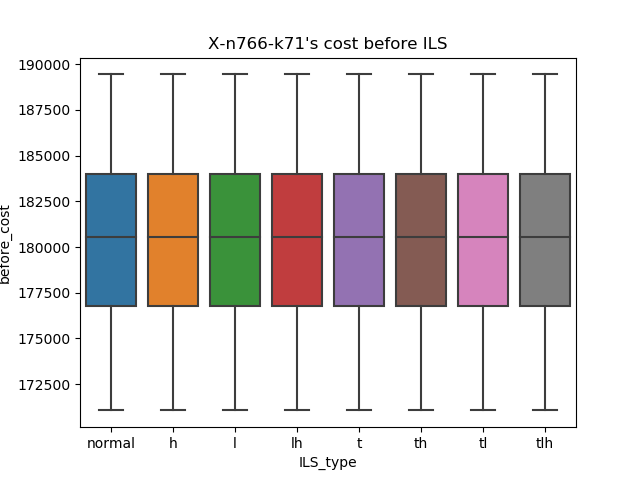 X-n766-k71's cost before ILS
190000
187500
185000
182500
180000
177500
175000
172500
before_cost
normal h l lh t th tl tlh
ILS_type